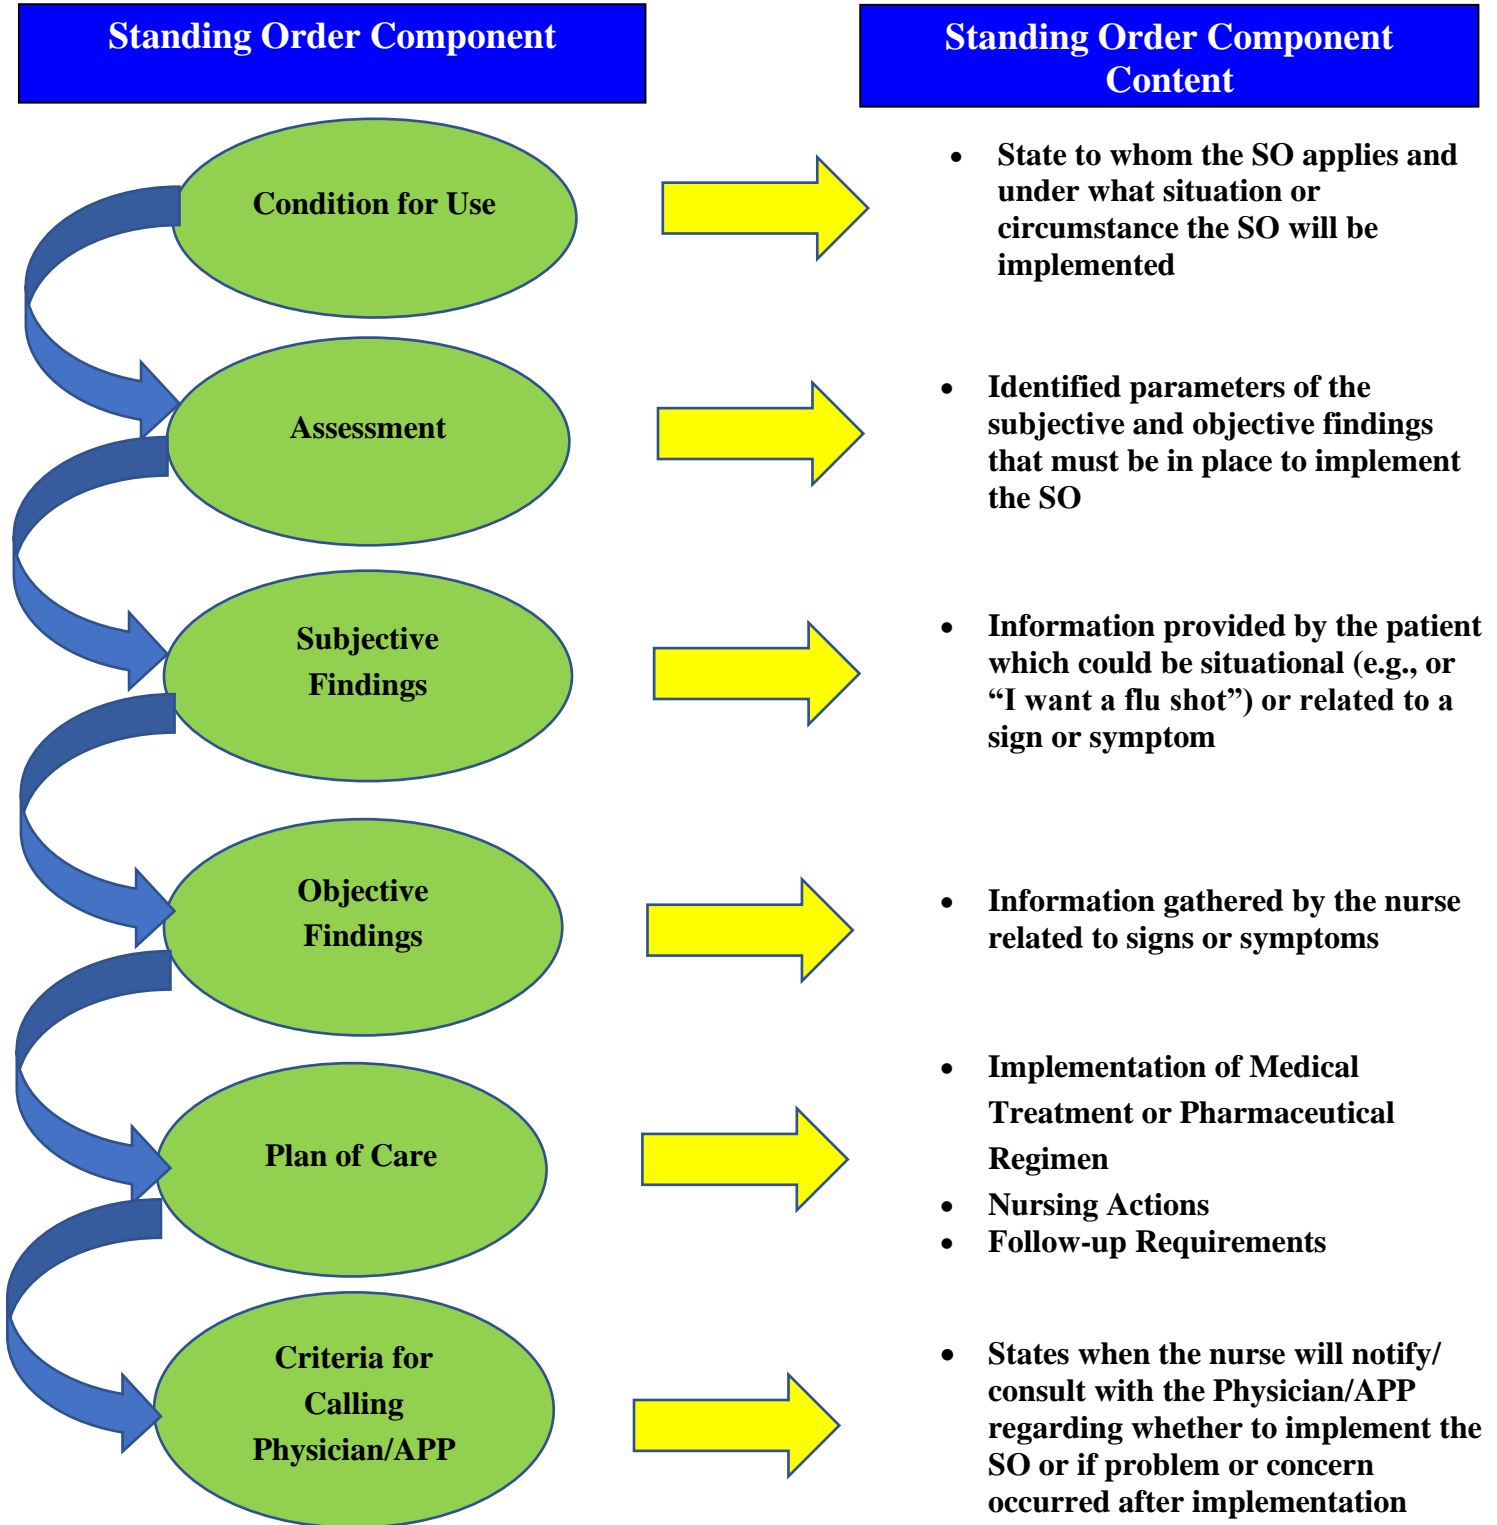 Standing Order Component
Standing Order Component
Content
Condition for Use
• State to whom the SO applies and
under what situation or
circumstance the SO will be
implemented
Assessment
• Identified parameters of the
subjective and objective findings
that must be in place to implement
the SO
Subjective
Findings
• Information provided by the patient
which could be situational (e.g., or
“I want a flu shot”) or related to a
sign or symptom
Objective
Findings
• Information gathered by the nurse
related to signs or symptoms
Plan of Care
• Implementation of Medical
Treatment or Pharmaceutical
Regimen
• Nursing Actions
• Follow-up Requirements
Criteria for
Calling
Physician/APP
• States when the nurse will notify/
consult with the Physician/APP
regarding whether to implement the
SO or if problem or concern
occurred after implementation